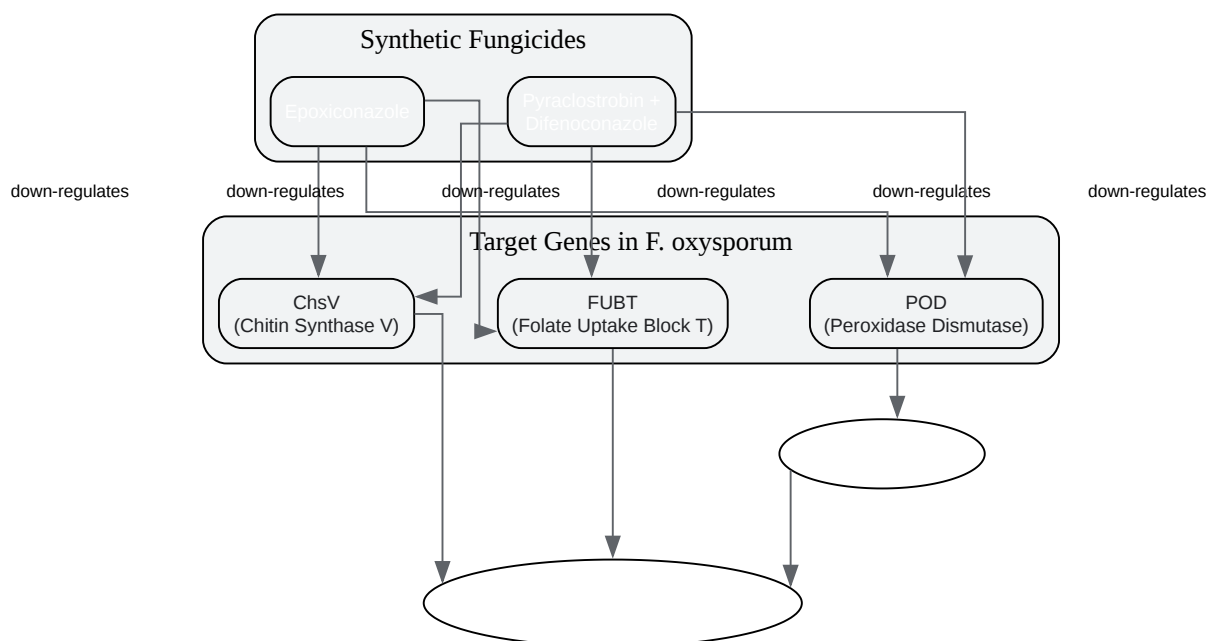 Synthetic Fungicides
Epoxiconazole
Pyraclostrobin +
Difenoconazole
down-regulates
down-regulates
down-regulates
down-regulates
down-regulates
down-regulates
Target Genes in F. oxysporum
ChsV
(Chitin Synthase V)
FUBT
(Folate Uptake Block T)
POD
(Peroxidase Dismutase)